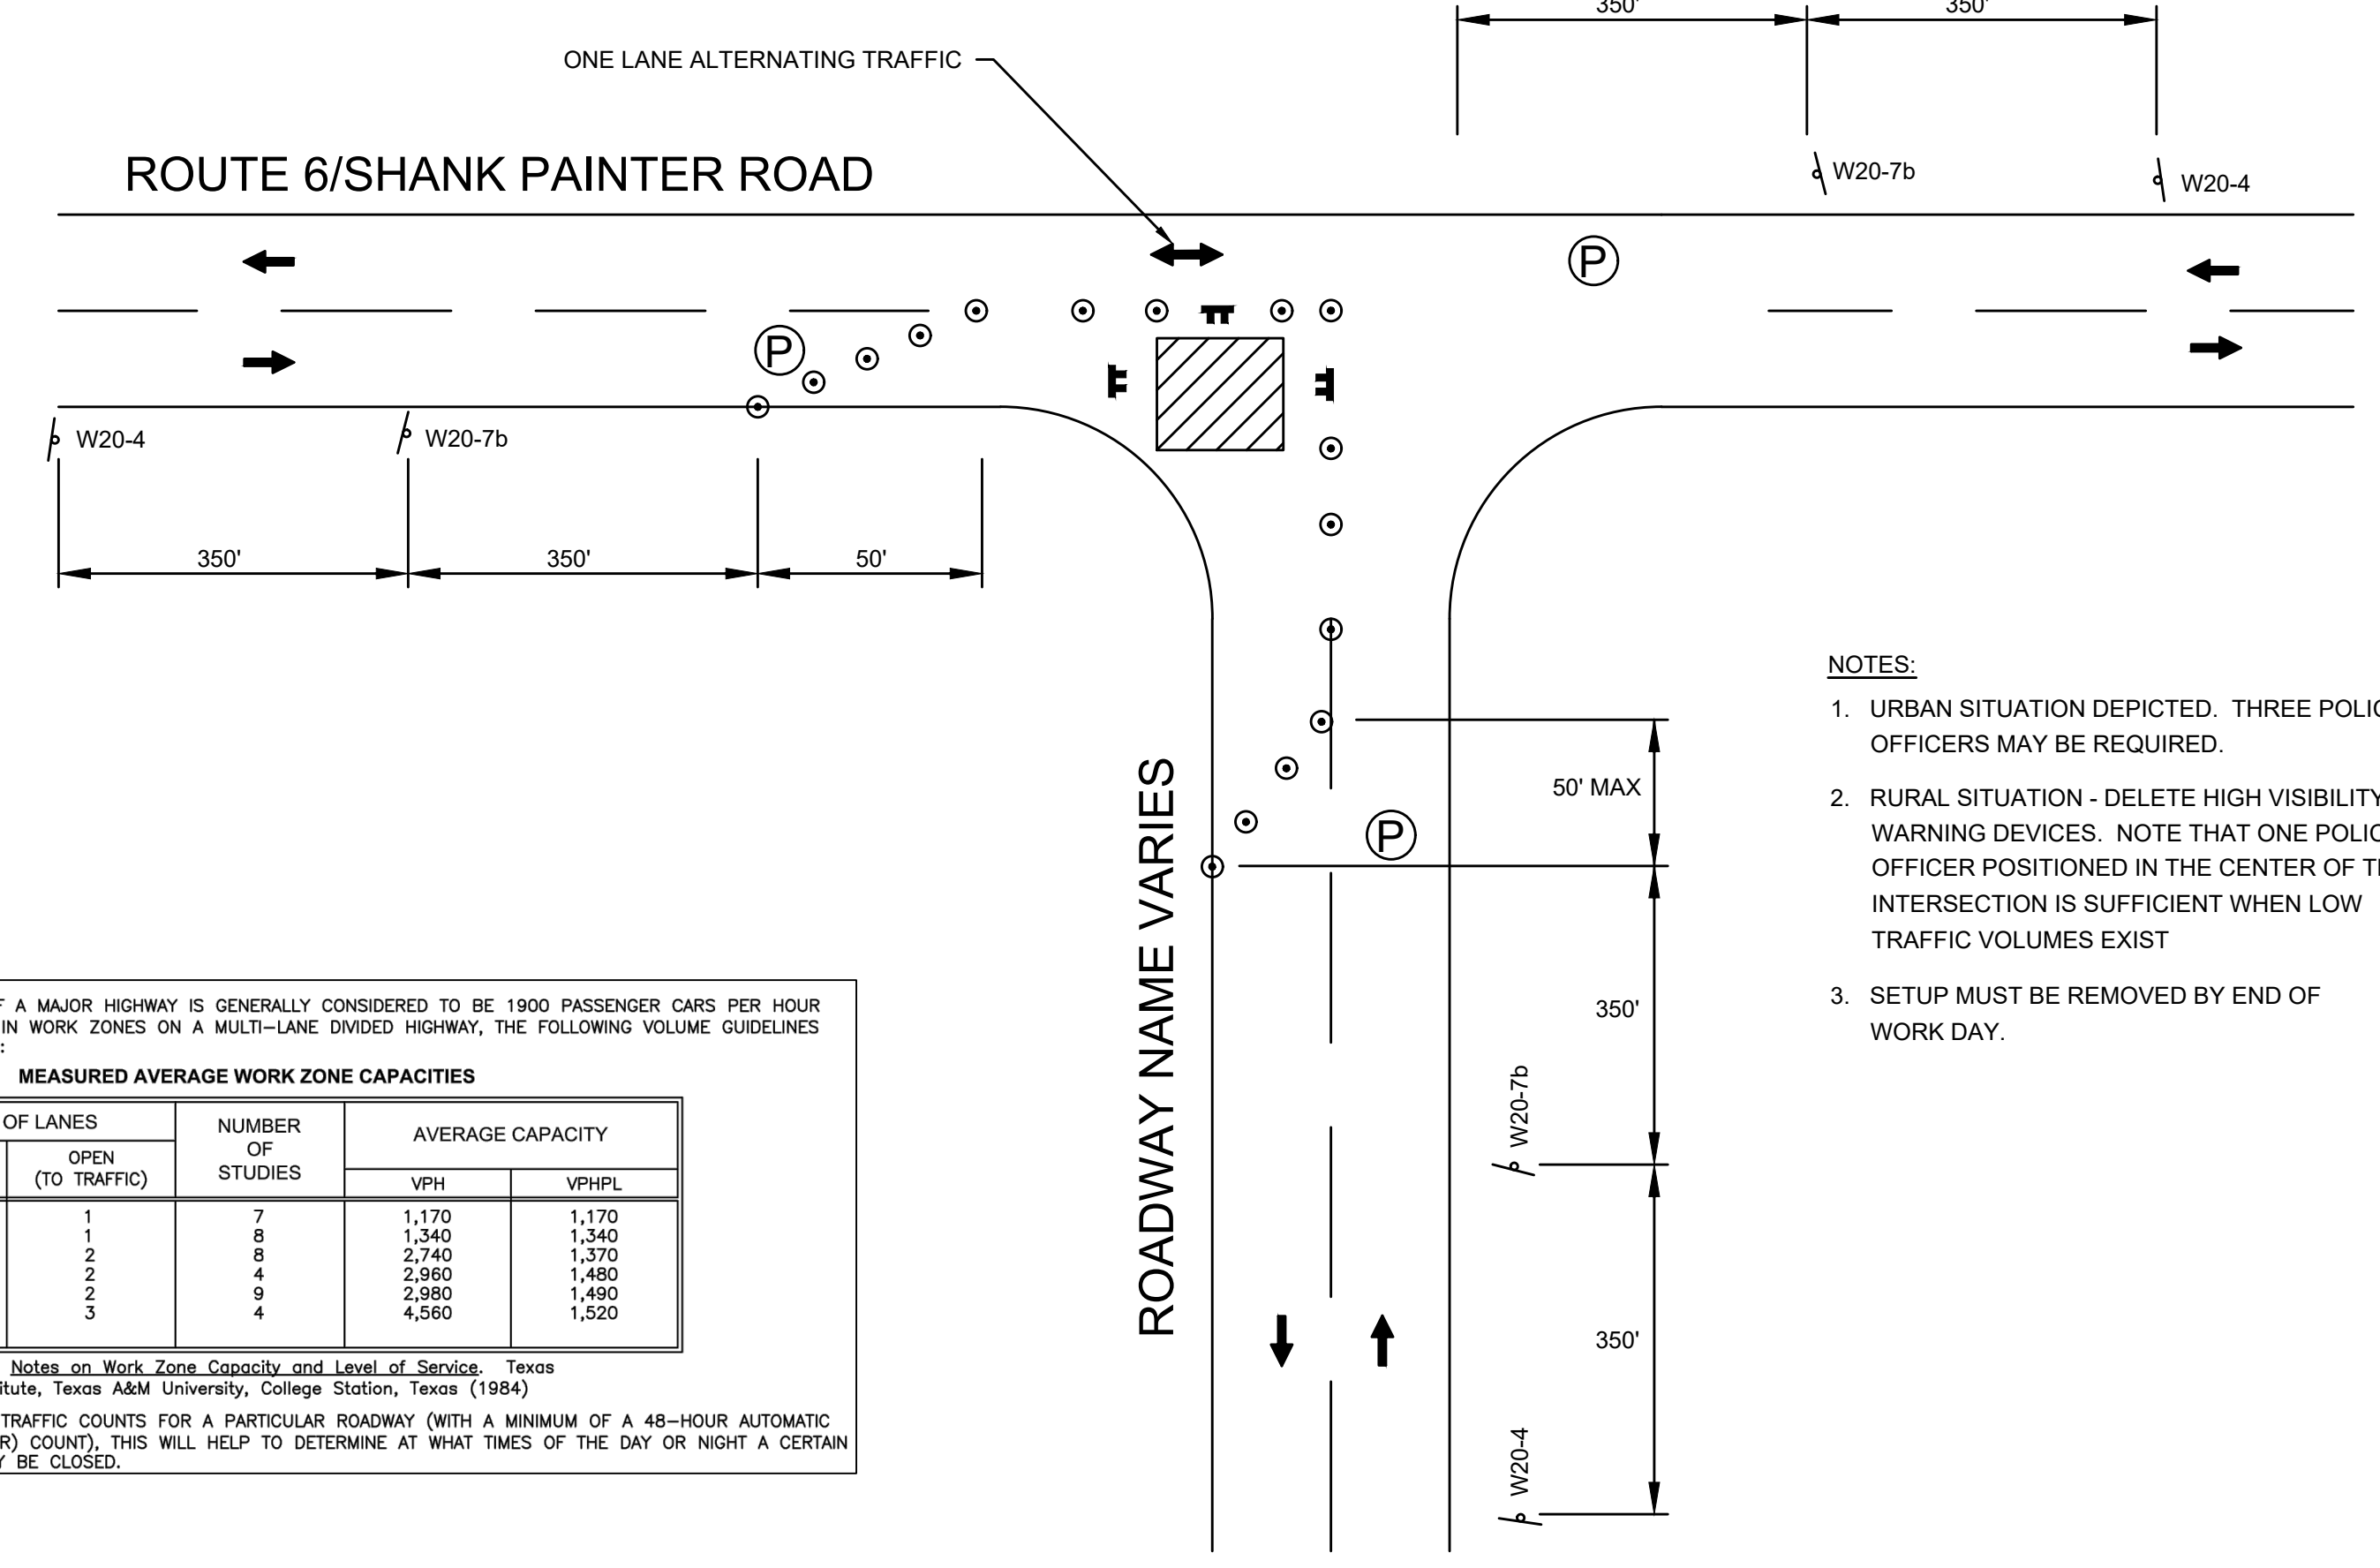 350'
350'
ONE LANE ALTERNATING TRAFFIC
ROUTE 6/SHANK PAINTER ROAD
W20-7b
W20-4
P
P
W20-4
W20-7b
350'
350'
50'
NOTES:
1. URBAN SITUATION DEPICTED. THREE
OFFICERS MAY BE REQUIRED.
2. RURAL SITUATION - DELETE HIGH VISIBILITY
WARNING DEVICES. NOTE THAT ONE
OFFICER POSITIONED IN THE CENTER OF
INTERSECTION IS SUFFICIENT WHEN LOW
TRAFFIC VOLUMES EXIST
3. SETUP MUST BE REMOVED BY END OF
WORK DAY.
50' MAX
P
ROADWAY NAME VARIES
350'
W20-7b
350'
W20-4
A MAJOR HIGHWAY IS GENERALLY CONSIDERED TO BE 1900 PASSENGER CARS PER HOUR
IN WORK ZONES ON A MULTI-LANE DIVIDED HIGHWAY, THE FOLLOWING VOLUME GUIDELINES
:
MEASURED AVERAGE WORK ZONE CAPACITIES
OF LANES
NUMBER
OF
STUDIES
AVERAGE CAPACITY
OPEN
(TO TRAFFIC)
VPH VPHPL
1 7 1,170 1,170
1 8 1,340 1,340
2 8 2,740 1,370
2 4 2,960 1,480
2 9 2,980 1,490
3 4 4,560 1,520
Notes on Work Zone Capacity and Level of Service. Texas
itute, Texas A&M University, College Station, Texas (1984)
TRAFFIC COUNTS FOR A PARTICULAR ROADWAY (WITH A MINIMUM OF A 48-HOUR AUTOMATIC
R) COUNT), THIS WILL HELP TO DETERMINE AT WHAT TIMES OF THE DAY OR NIGHT A CERTAIN
BE CLOSED.